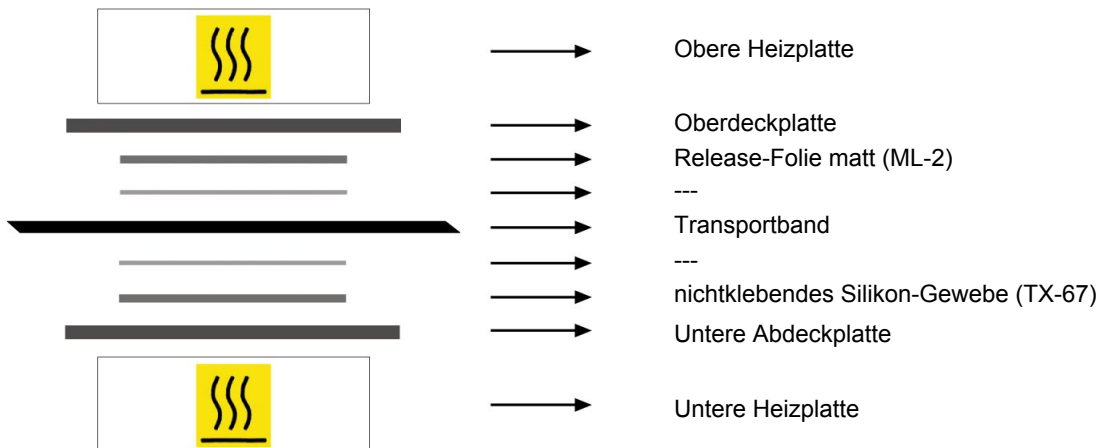 Obere Heizplatte
Oberdeckplatte
Release-Folie matt (ML-2)
---
Transportband
---
nichtklebendes Silikon-Gewebe (TX-67)
Untere Abdeckplatte
Untere Heizplatte